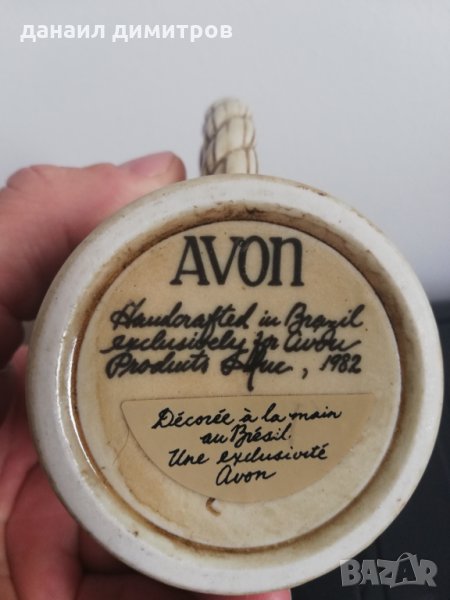 данаил димитров
AVON
Handcrafted in Brazil
exclusively for Avon
Products Inc , 1982
Décorée à la main
au Brésil
Une exclusivité
Avon
BAZAR